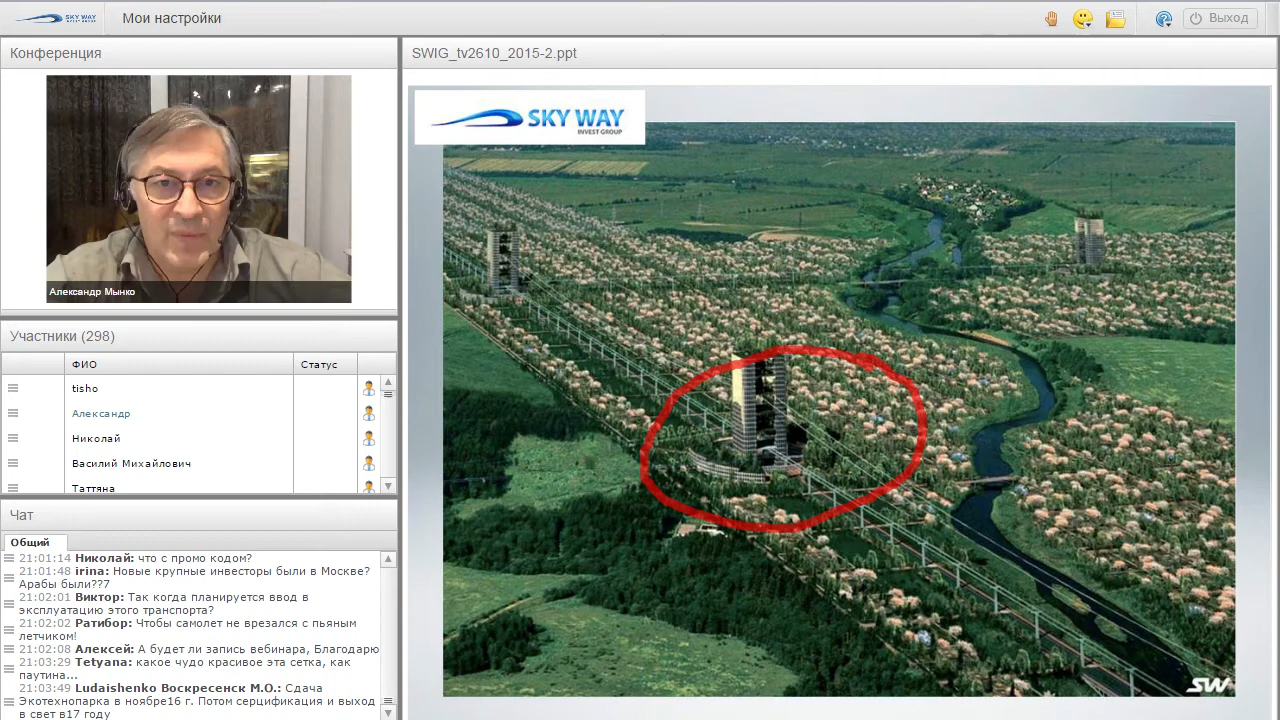 SKY WAY
INVEST GROUP
Мои настройки
Выход
Конференция
Александр Мынко
Участники (298)
ФИО
Статус
tisho
Александр
Николай
Василий Михайлович
Таттяна
Чат
Общий
21:01:14 Николай: что с промо кодом?
21:01:48 irina: Новые крупные инвесторы были в Москве?
Арабы были??7
21:02:01 Виктор: Так когда планируется ввод в
эксплуатацию этого транспорта?
21:02:02 Ратибор: Чтобы самолет не врезался с пьяным
летчиком!
21:02:08 Алексей: А будет ли запись вебинара, Благодарю
21:03:29 Tetyana: какое чудо красивое эта сетка, как
паутина...
21:03:49 Ludaishenko Воскресенск М.О.: Сдача
Экотехнопарка в ноябре16 г. Потом серцификация и выход
в свет в17 году
SWIG_tv2610_2015-2.ppt
SKY WAY
INVEST GROUP
SW